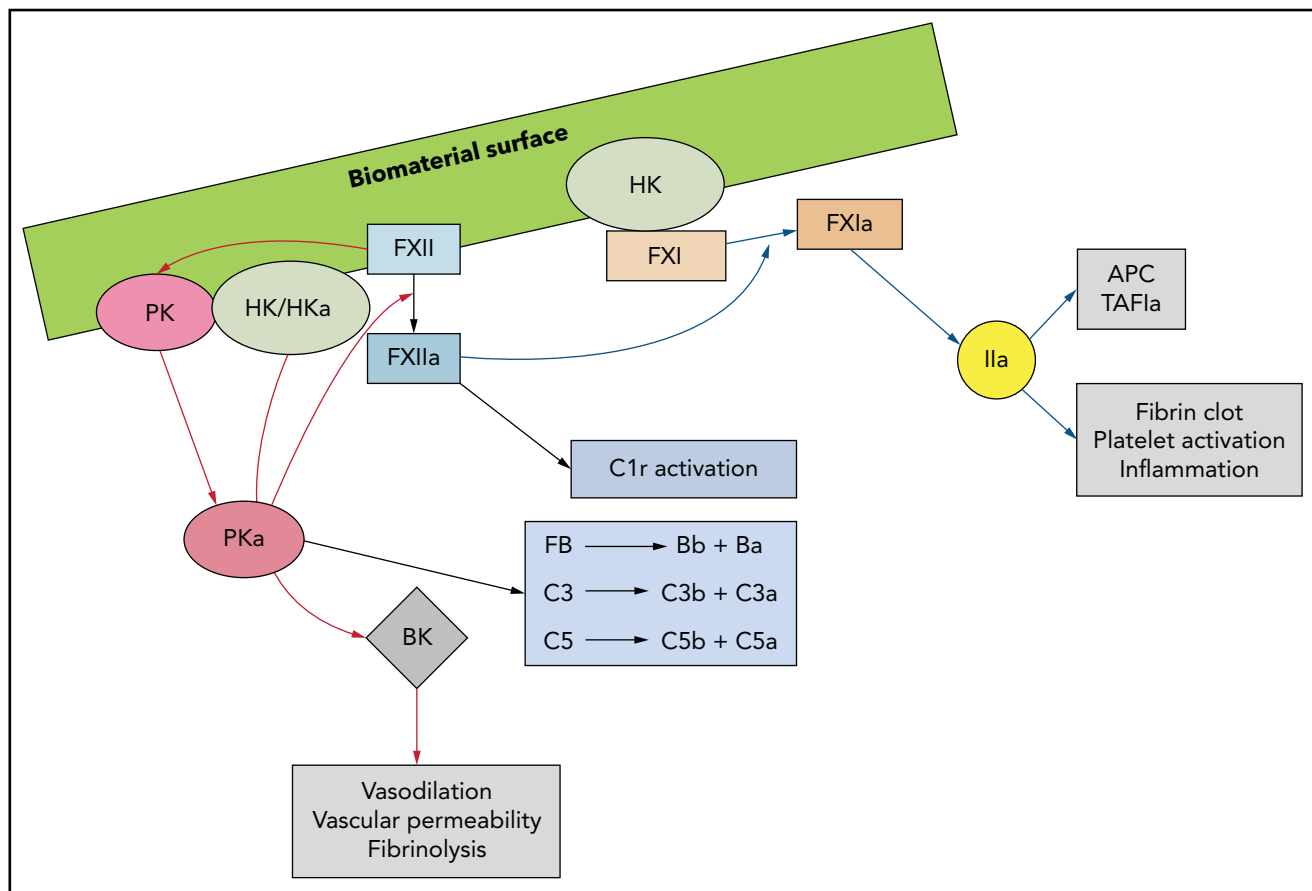 Biomaterial surface
HK
FXI
FXIa
FXII
PK
HK/HKa
FXIIa
APC
TAFIa
IIa
Fibrin clot
Platelet activation
Inflammation
C1r activation
PKa
FB Bb + Ba
C3 C3b + C3a
C5 C5b + C5a
BK
Vasodilation
Vascular permeability
Fibrinolysis